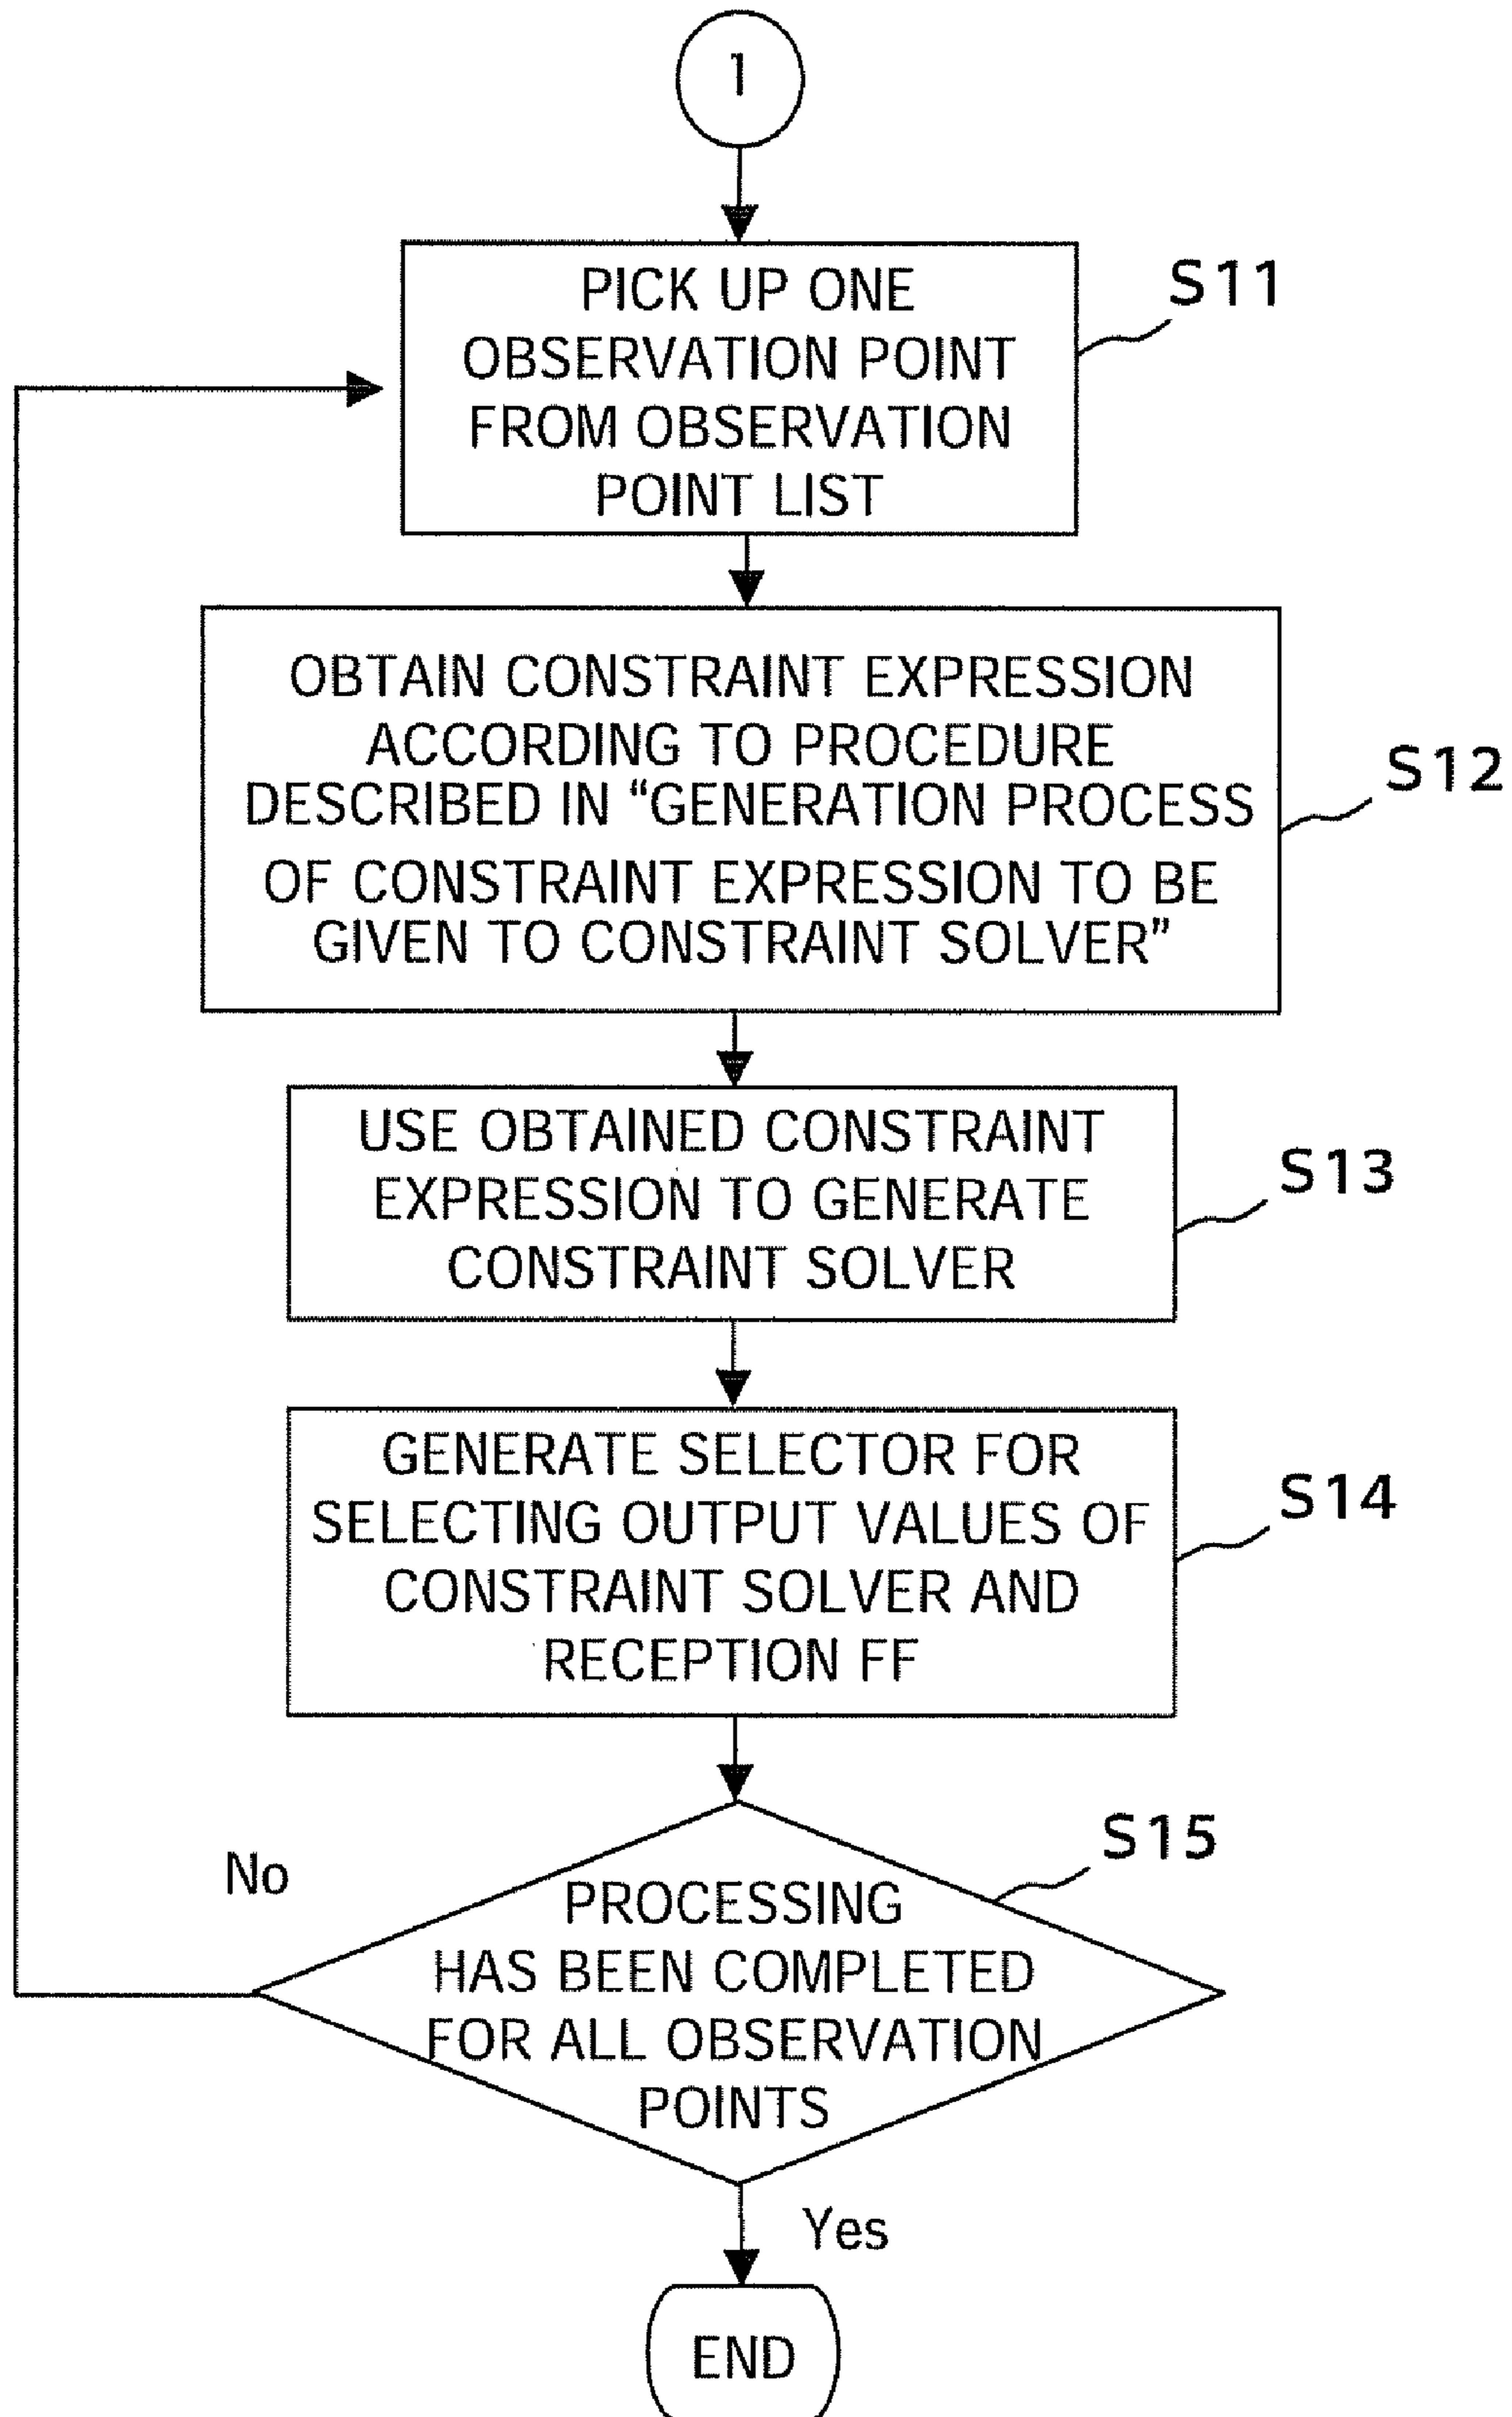 1
PICK UP ONE
OBSERVATION POINT
FROM OBSERVATION
POINT LIST
S11
OBTAIN CONSTRAINT EXPRESSION
ACCORDING TO PROCEDURE
DESCRIBED IN “GENERATION PROCESS
OF CONSTRAINT EXPRESSION TO BE
GIVEN TO CONSTRAINT SOLVER”
S12
USE OBTAINED CONSTRAINT
EXPRESSION TO GENERATE
CONSTRAINT SOLVER
S13
GENERATE SELECTOR FOR
SELECTING OUTPUT VALUES OF
CONSTRAINT SOLVER AND
RECEPTION FF
S14
PROCESSING
HAS BEEN COMPLETED
FOR ALL OBSERVATION
POINTS
S15
No
Yes
END